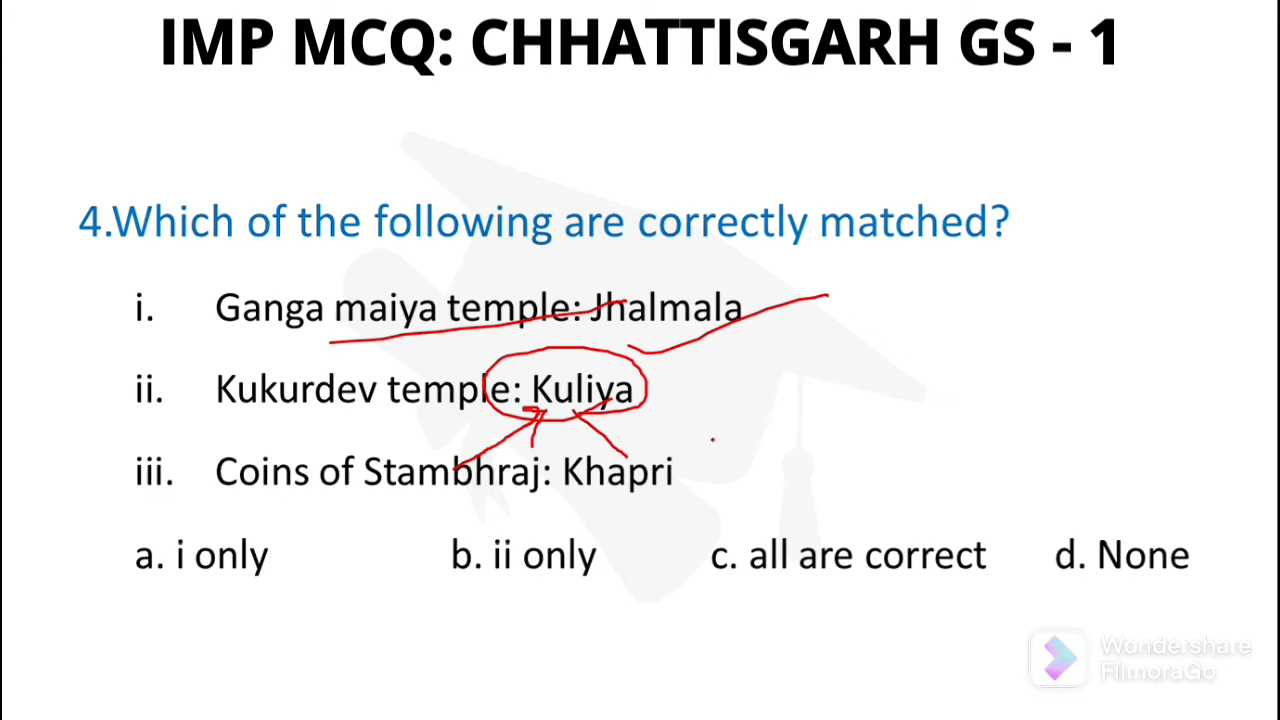 IMP MCQ: CHHATTISGARH GS - 1
4.Which of the following are correctly matched?
i. Ganga maiya temple: Jhalmala
ii. Kukurdev temple: Kuliya
iii. Coins of Stambhraj: Khapri
a. i only b. ii only c. all are correct d. None
Wondershare
FilmoraGo